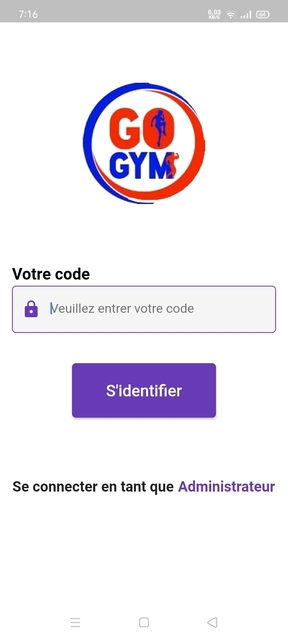 7:16
0.03
KB/S
64
GO
GYM
Votre code
Veuillez entrer votre code
S'identifier
Se connecter en tant que Administrateur